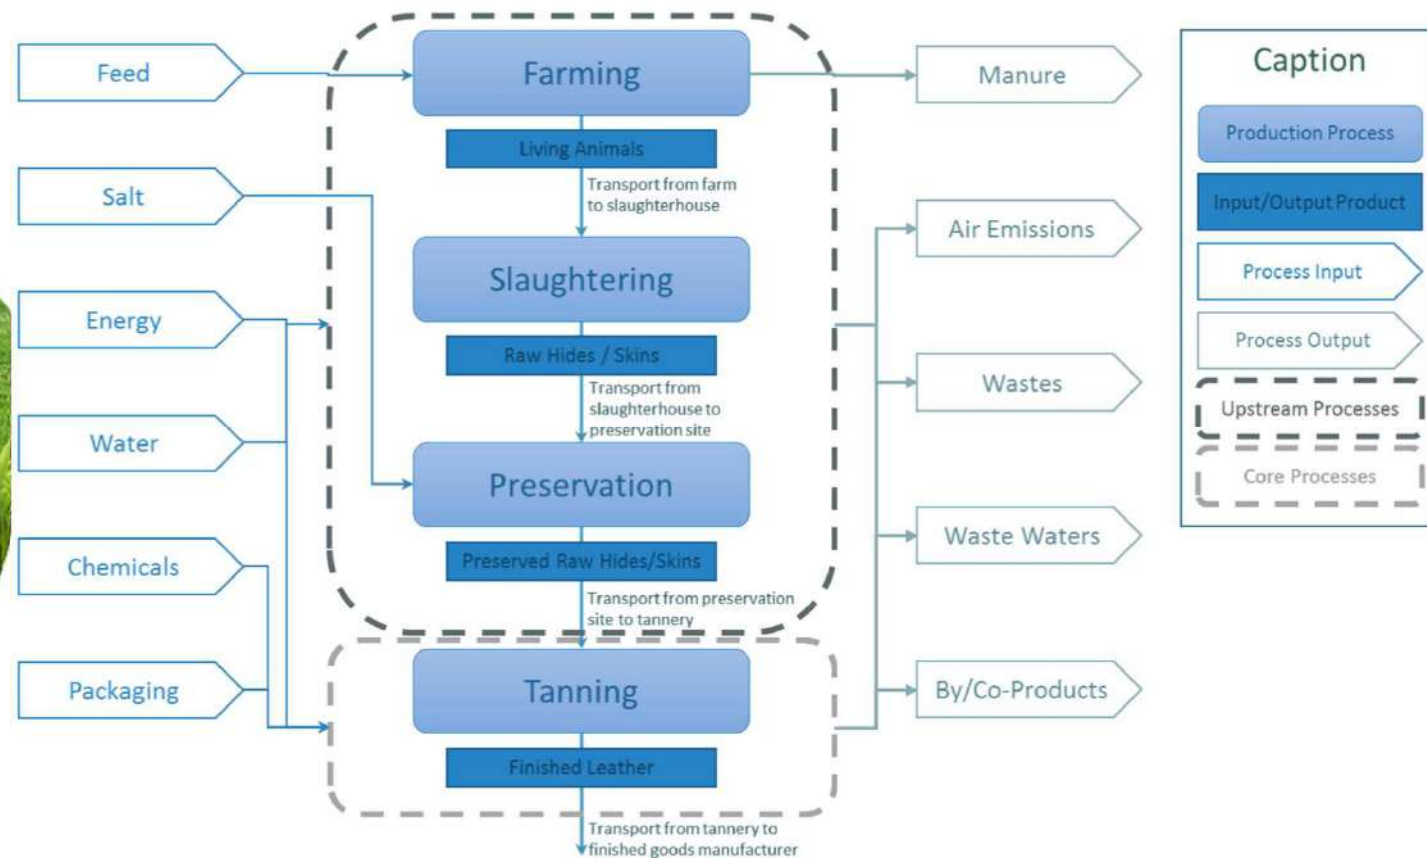 Feed
Farming
Manure
Living Animals
Transport from farm
to slaughterhouse
Salt
Air Emissions
Slaughtering
Energy
Raw Hides / Skins
Transport from
slaughterhouse to
preservation site
Wastes
Water
Preservation
Preserved Raw Hides/Skins
Waste Waters
Chemicals
Transport from preservation
site to tannery
Packaging
Tanning
By/Co-Products
Finished Leather
Transport from tannery to
finished goods manufacturer
Caption
Production Process
Input/Output Product
Process Input
Process Output
Upstream Processes
Core Processes